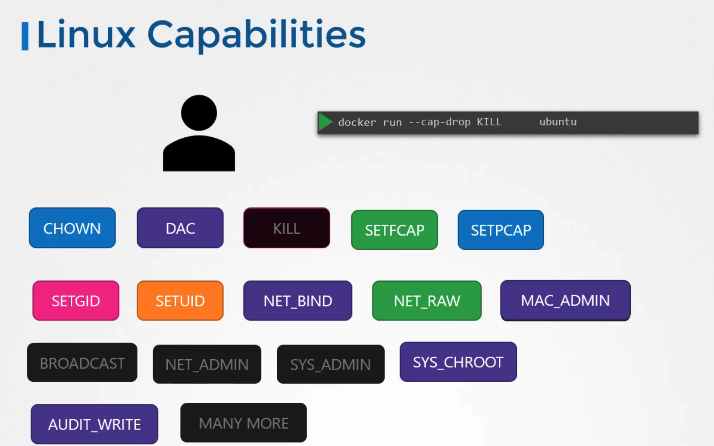 Linux Capabilities
docker run --cap-drop KILL ubuntu
CHOWN DAC KILL SETFCAP SETPCAP
SETGID SETUID NET_BIND NET_RAW MAC_ADMIN
BROADCAST NET_ADMIN SYS_ADMIN SYS_CHROOT
AUDIT_WRITE MANY MORE